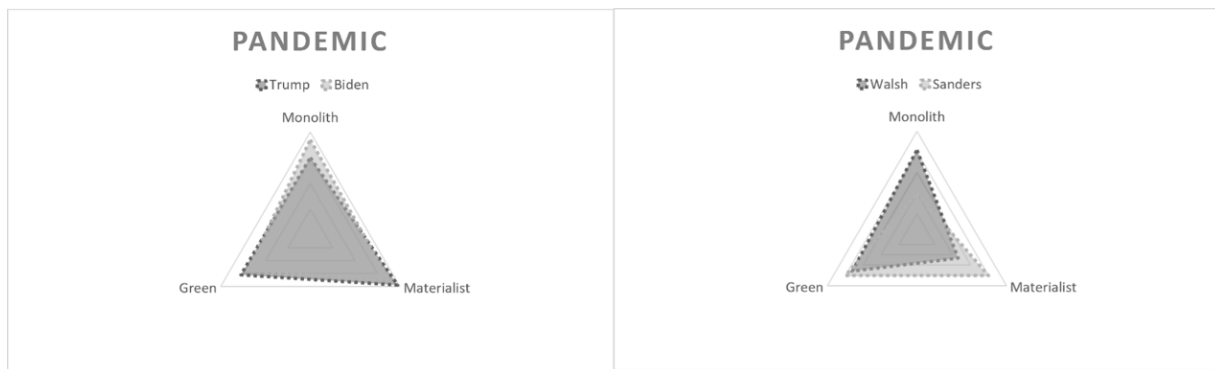 PANDEMIC
Trump Biden
Monolith
Green
Materialist
PANDEMIC
Walsh Sanders
Monolith
Green
Materialist